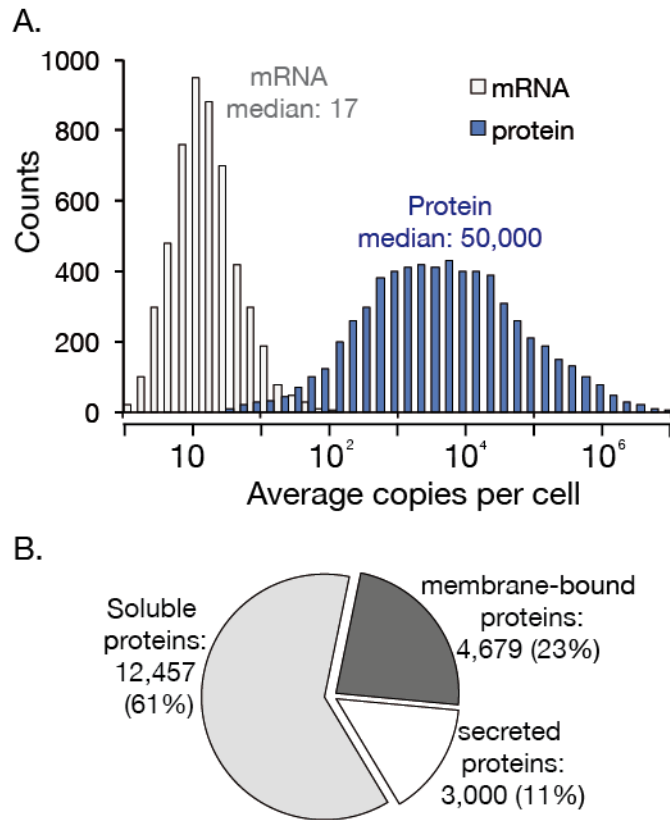 A.
1000
800
600
400
200
0
Counts
mRNA
median: 17
mRNA
protein
Protein
median: 50,000
10
10²
10⁴
10⁶
Average copies per cell
B.
Soluble
proteins:
12,457
(61%)
membrane-bound
proteins:
4,679 (23%)
secreted
proteins:
3,000 (11%)